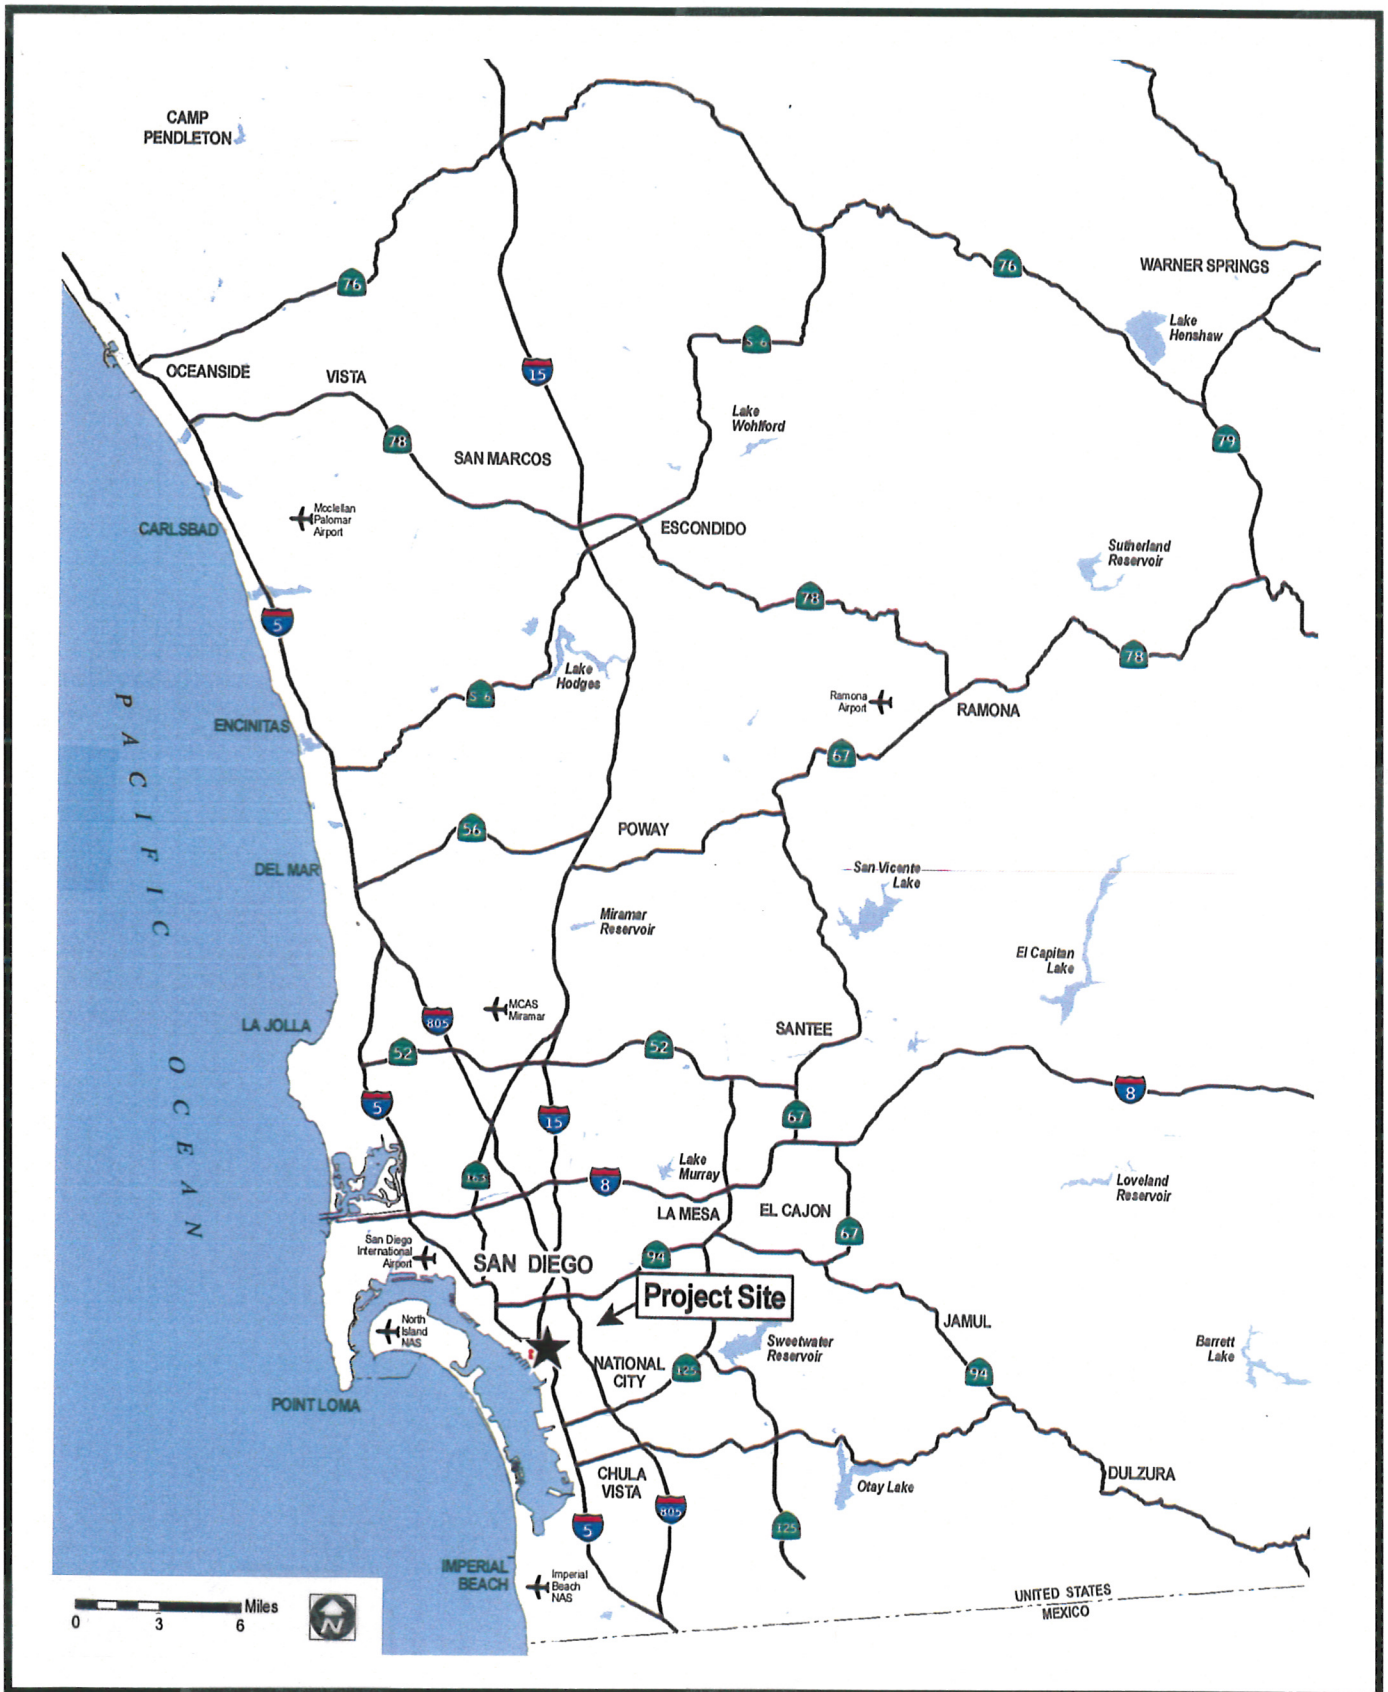 CAMP
PENDLETON
76
76
WARNER SPRINGS
Lake
Henshaw
S-6
OCEANSIDE
VISTA
15
Lake
Wohlford
78
79
SAN MARCOS
Mcclellan
Palomar
Airport
CARLSBAD
ESCONDIDO
Sutherland
Reservoir
78
5
78
Lake
Hodges
S-6
Ramona
Airport
RAMONA
ENCINITAS
67
PACIFIC OCEAN
56
POWAY
DEL MAR
San Vicente
Lake
Miramar
Reservoir
El Capitan
Lake
MCAS
Miramar
805
LA JOLLA
SANTEE
52
52
5
15
67
8
Lake
Murray
163
8
Loveland
Reservoir
LA MESA
EL CAJON
67
San Diego
International
Airport
SAN DIEGO
94
Project Site
North
Island
NAS
JAMUL
Sweetwater
Reservoir
Barrett
Lake
NATIONAL
CITY
125
94
POINT LOMA
CHULA
VISTA
Otay Lake
DULZURA
805
5
125
IMPERIAL
BEACH
Imperial
Beach
NAS
UNITED STATES
MEXICO
Miles
0 3 6
N